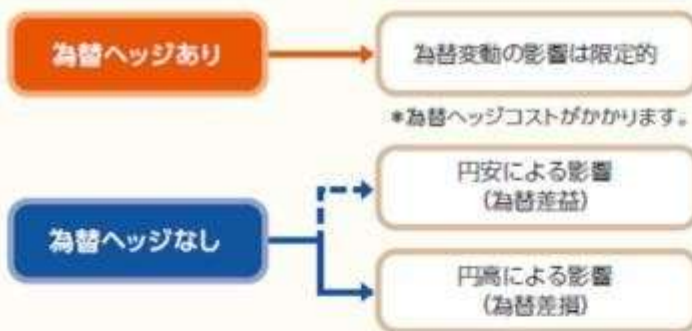 為替ヘッジあり
為替変動の影響は限定的
*為替ヘッジコストがかかります。
為替ヘッジなし
円安による影響
(為替差益)
円高による影響
(為替差損)